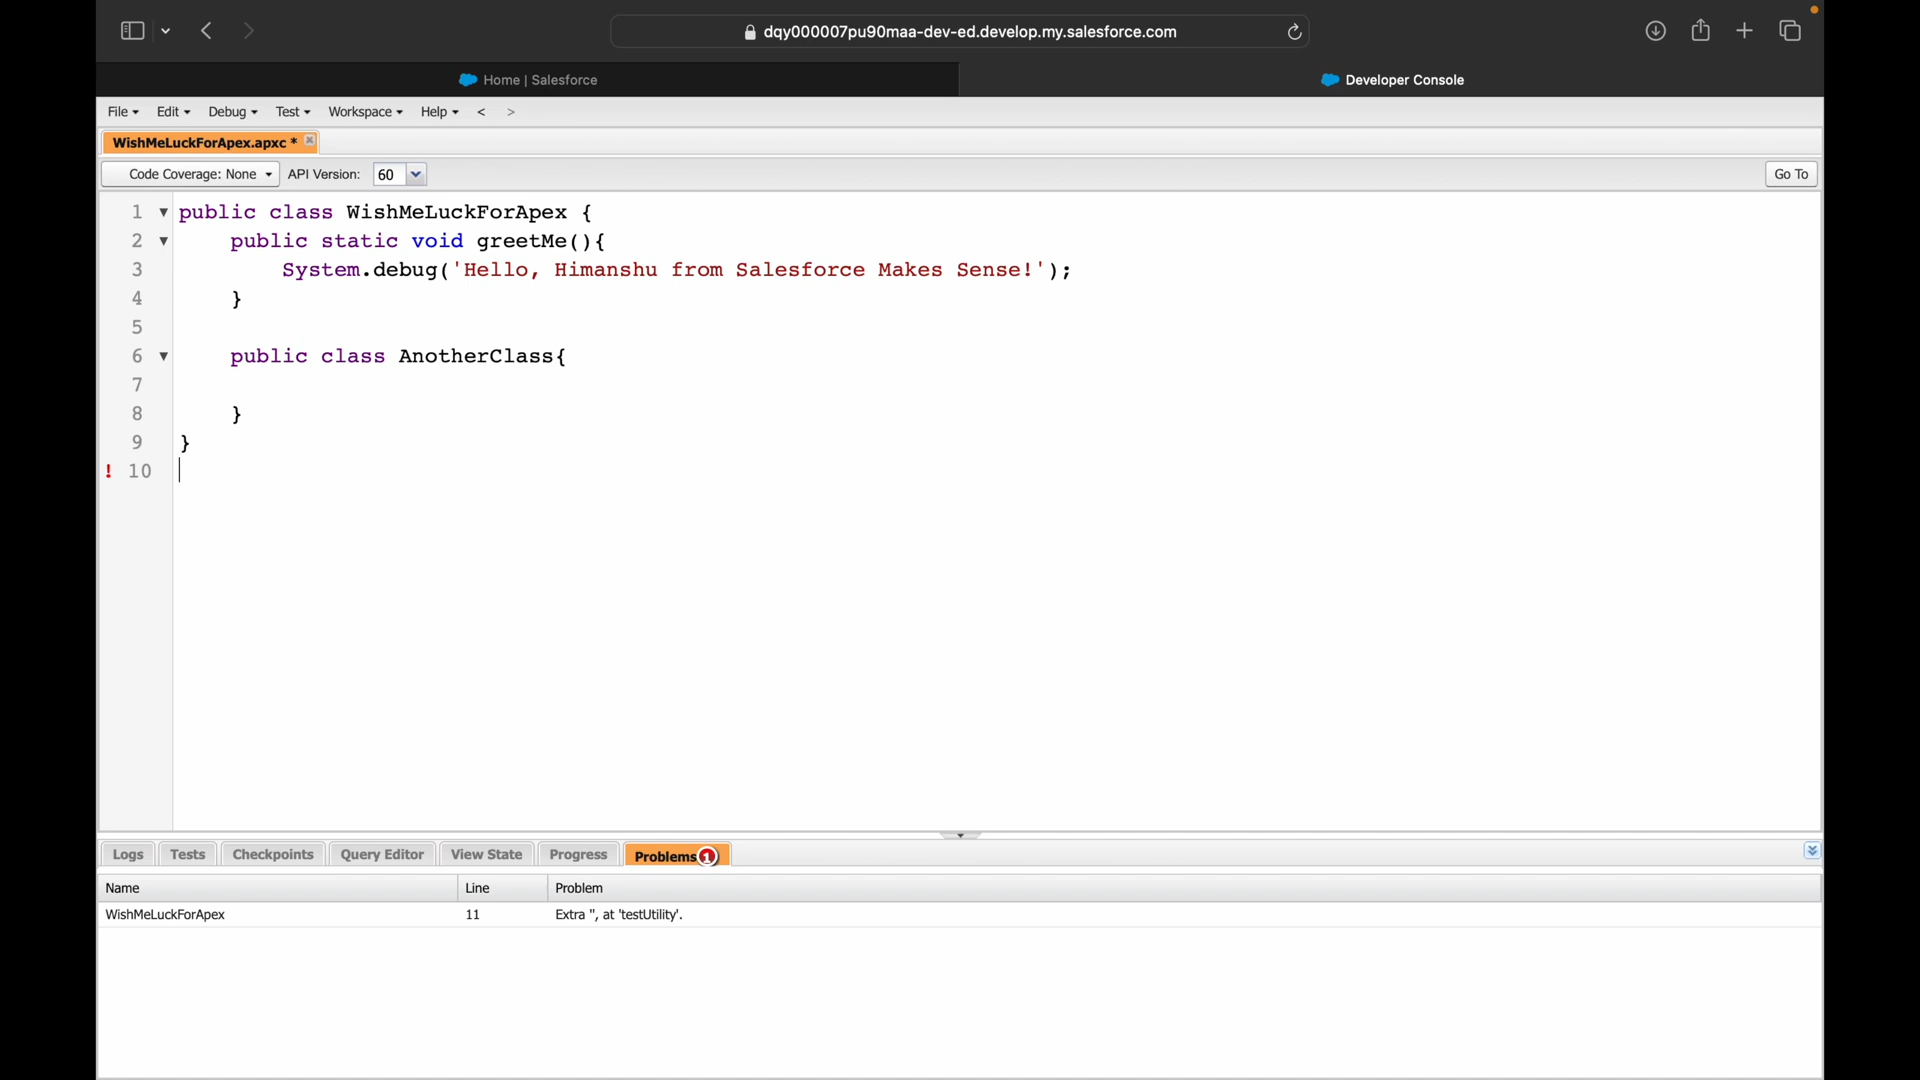 dqy000007pu90maa-dev-ed.develop.my.salesforce.com
Home | Salesforce
Developer Console
File Edit Debug Test Workspace Help < >
WishMeLuckForApex.apxc *
Code Coverage: None API Version: 60 Go To
1 public class WishMeLuckForApex {
2 public static void greetMe(){
3 System.debug('Hello, Himanshu from Salesforce Makes Sense!');
4 }
5
6 public class AnotherClass{
7
8 }
9 }
! 10
Logs Tests Checkpoints Query Editor View State Progress Problems 1
Name Line Problem
WishMeLuckForApex 11 Extra '', at 'testUtility'.